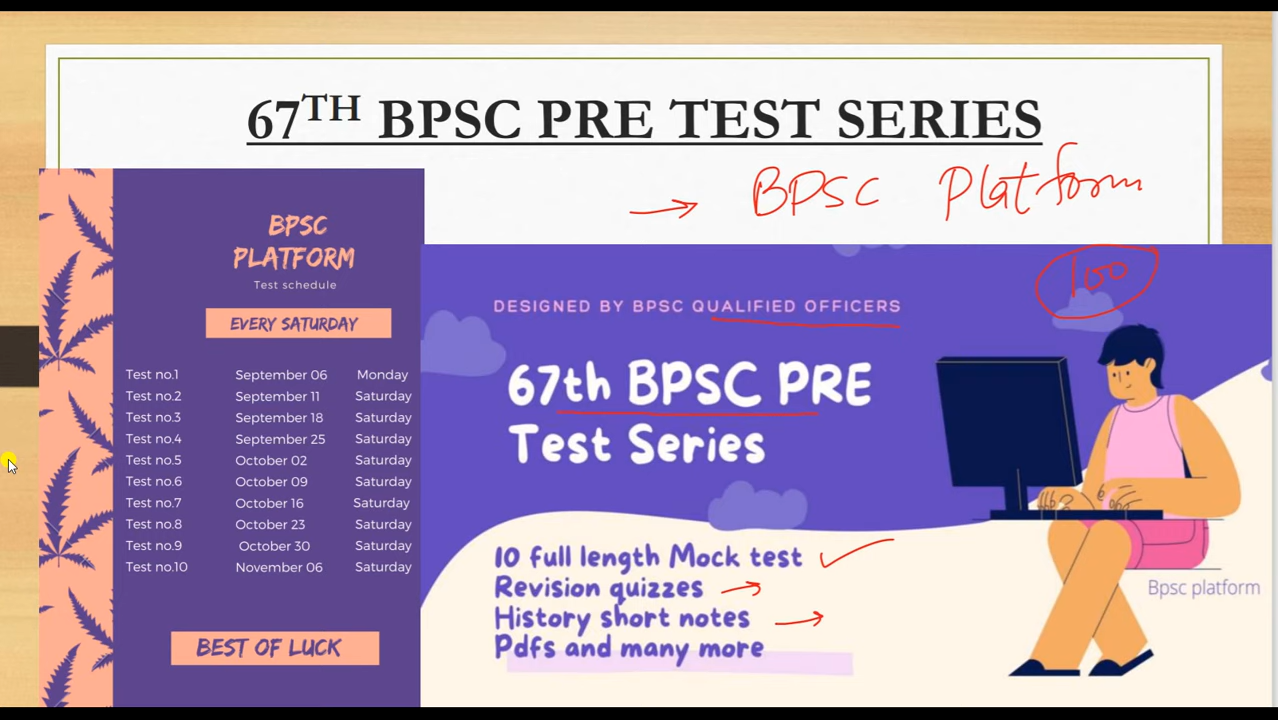 67TH BPSC PRE TEST SERIES
→ BPSC Platform
BPSC
PLATFORM
Test schedule
EVERY SATURDAY
Test no.1 September 06 Monday
Test no.2 September 11 Saturday
Test no.3 September 18 Saturday
Test no.4 September 25 Saturday
Test no.5 October 02 Saturday
Test no.6 October 09 Saturday
Test no.7 October 16 Saturday
Test no.8 October 23 Saturday
Test no.9 October 30 Saturday
Test no.10 November 06 Saturday
BEST OF LUCK
100
DESIGNED BY BPSC QUALIFIED OFFICERS
67th BPSC PRE
Test Series
10 full length Mock test
Revision quizzes
History short notes
Pdfs and many more
Bpsc platform